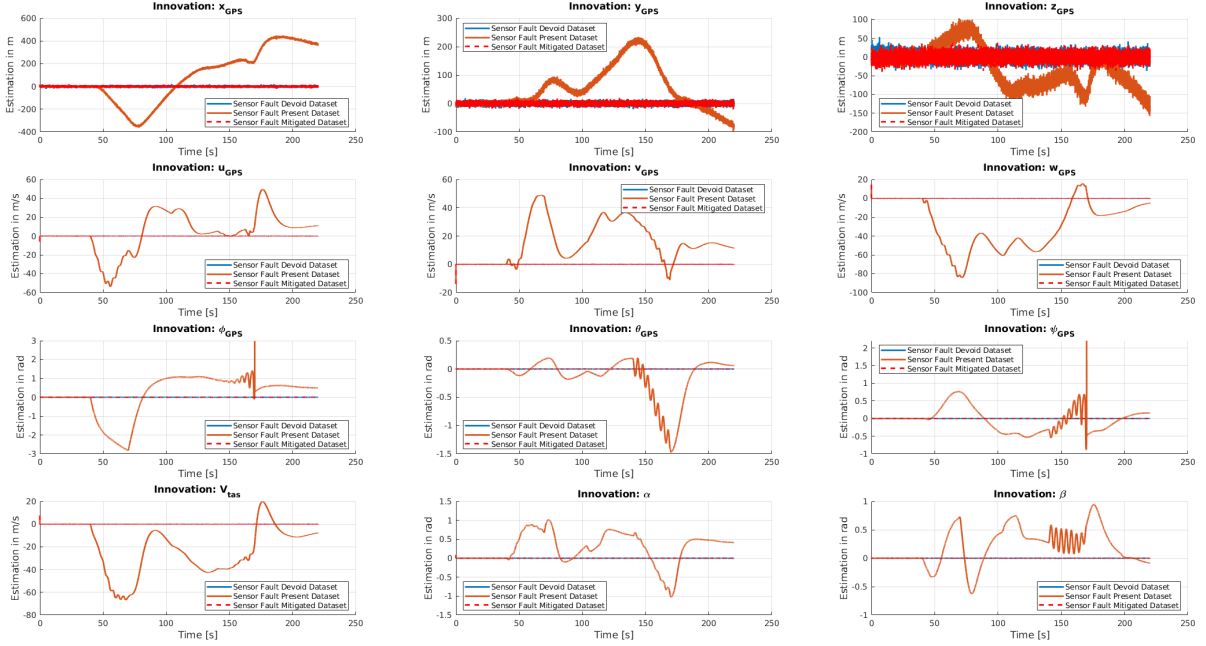 Innovation: x_GPS
Estimation in m
600
400
200
0
-200
-400
Sensor Fault Devoid Dataset
Sensor Fault Present Dataset
Sensor Fault Mitigated Dataset
0 50 100 150 200 250
Time [s]
Innovation: y_GPS
Estimation in m
300
200
100
0
-100
Sensor Fault Devoid Dataset
Sensor Fault Present Dataset
Sensor Fault Mitigated Dataset
0 50 100 150 200 250
Time [s]
Innovation: z_GPS
Estimation in m
100
50
0
-50
-100
-150
-200
Sensor Fault Devoid Dataset
Sensor Fault Present Dataset
Sensor Fault Mitigated Dataset
0 50 100 150 200 250
Time [s]
Innovation: u_GPS
Estimation in m/s
60
40
20
0
-20
-40
-60
Sensor Fault Devoid Dataset
Sensor Fault Present Dataset
Sensor Fault Mitigated Dataset
0 50 100 150 200 250
Time [s]
Innovation: v_GPS
Estimation in m/s
60
40
20
0
-20
Sensor Fault Devoid Dataset
Sensor Fault Present Dataset
Sensor Fault Mitigated Dataset
0 50 100 150 200 250
Time [s]
Innovation: w_GPS
Estimation in m/s
20
0
-20
-40
-60
-80
-100
Sensor Fault Devoid Dataset
Sensor Fault Present Dataset
Sensor Fault Mitigated Dataset
0 50 100 150 200 250
Time [s]
Innovation: ϕ_GPS
Estimation in rad
3
2
1
0
-1
-2
-3
Sensor Fault Devoid Dataset
Sensor Fault Present Dataset
Sensor Fault Mitigated Dataset
0 50 100 150 200 250
Time [s]
Innovation: θ_GPS
Estimation in rad
0.5
0
-0.5
-1
-1.5
Sensor Fault Devoid Dataset
Sensor Fault Present Dataset
Sensor Fault Mitigated Dataset
0 50 100 150 200 250
Time [s]
Innovation: ψ_GPS
Estimation in rad
2
1.5
1
0.5
0
-0.5
-1
Sensor Fault Devoid Dataset
Sensor Fault Present Dataset
Sensor Fault Mitigated Dataset
0 50 100 150 200 250
Time [s]
Innovation: V_tas
Estimation in m/s
20
0
-20
-40
-60
-80
Sensor Fault Devoid Dataset
Sensor Fault Present Dataset
Sensor Fault Mitigated Dataset
0 50 100 150 200 250
Time [s]
Innovation: α
Estimation in rad
1.5
1
0.5
0
-0.5
-1
-1.5
Sensor Fault Devoid Dataset
Sensor Fault Present Dataset
Sensor Fault Mitigated Dataset
0 50 100 150 200 250
Time [s]
Innovation: β
Estimation in rad
1
0.5
0
-0.5
-1
Sensor Fault Devoid Dataset
Sensor Fault Present Dataset
Sensor Fault Mitigated Dataset
0 50 100 150 200 250
Time [s]